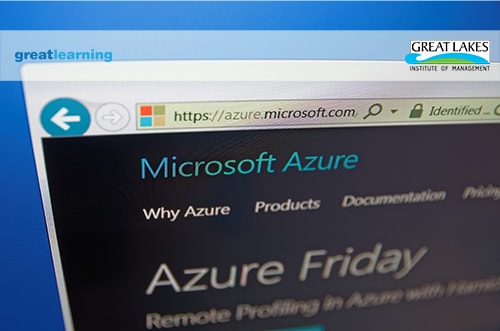 greatlearning
GREAT LAKES
INSTITUTE OF MANAGEMENT
https://azure.microsoft.com
Identified...
Microsoft Azure
Why Azure Products Documentation Pricing
Azure Friday
Remote Profiling in Azure with